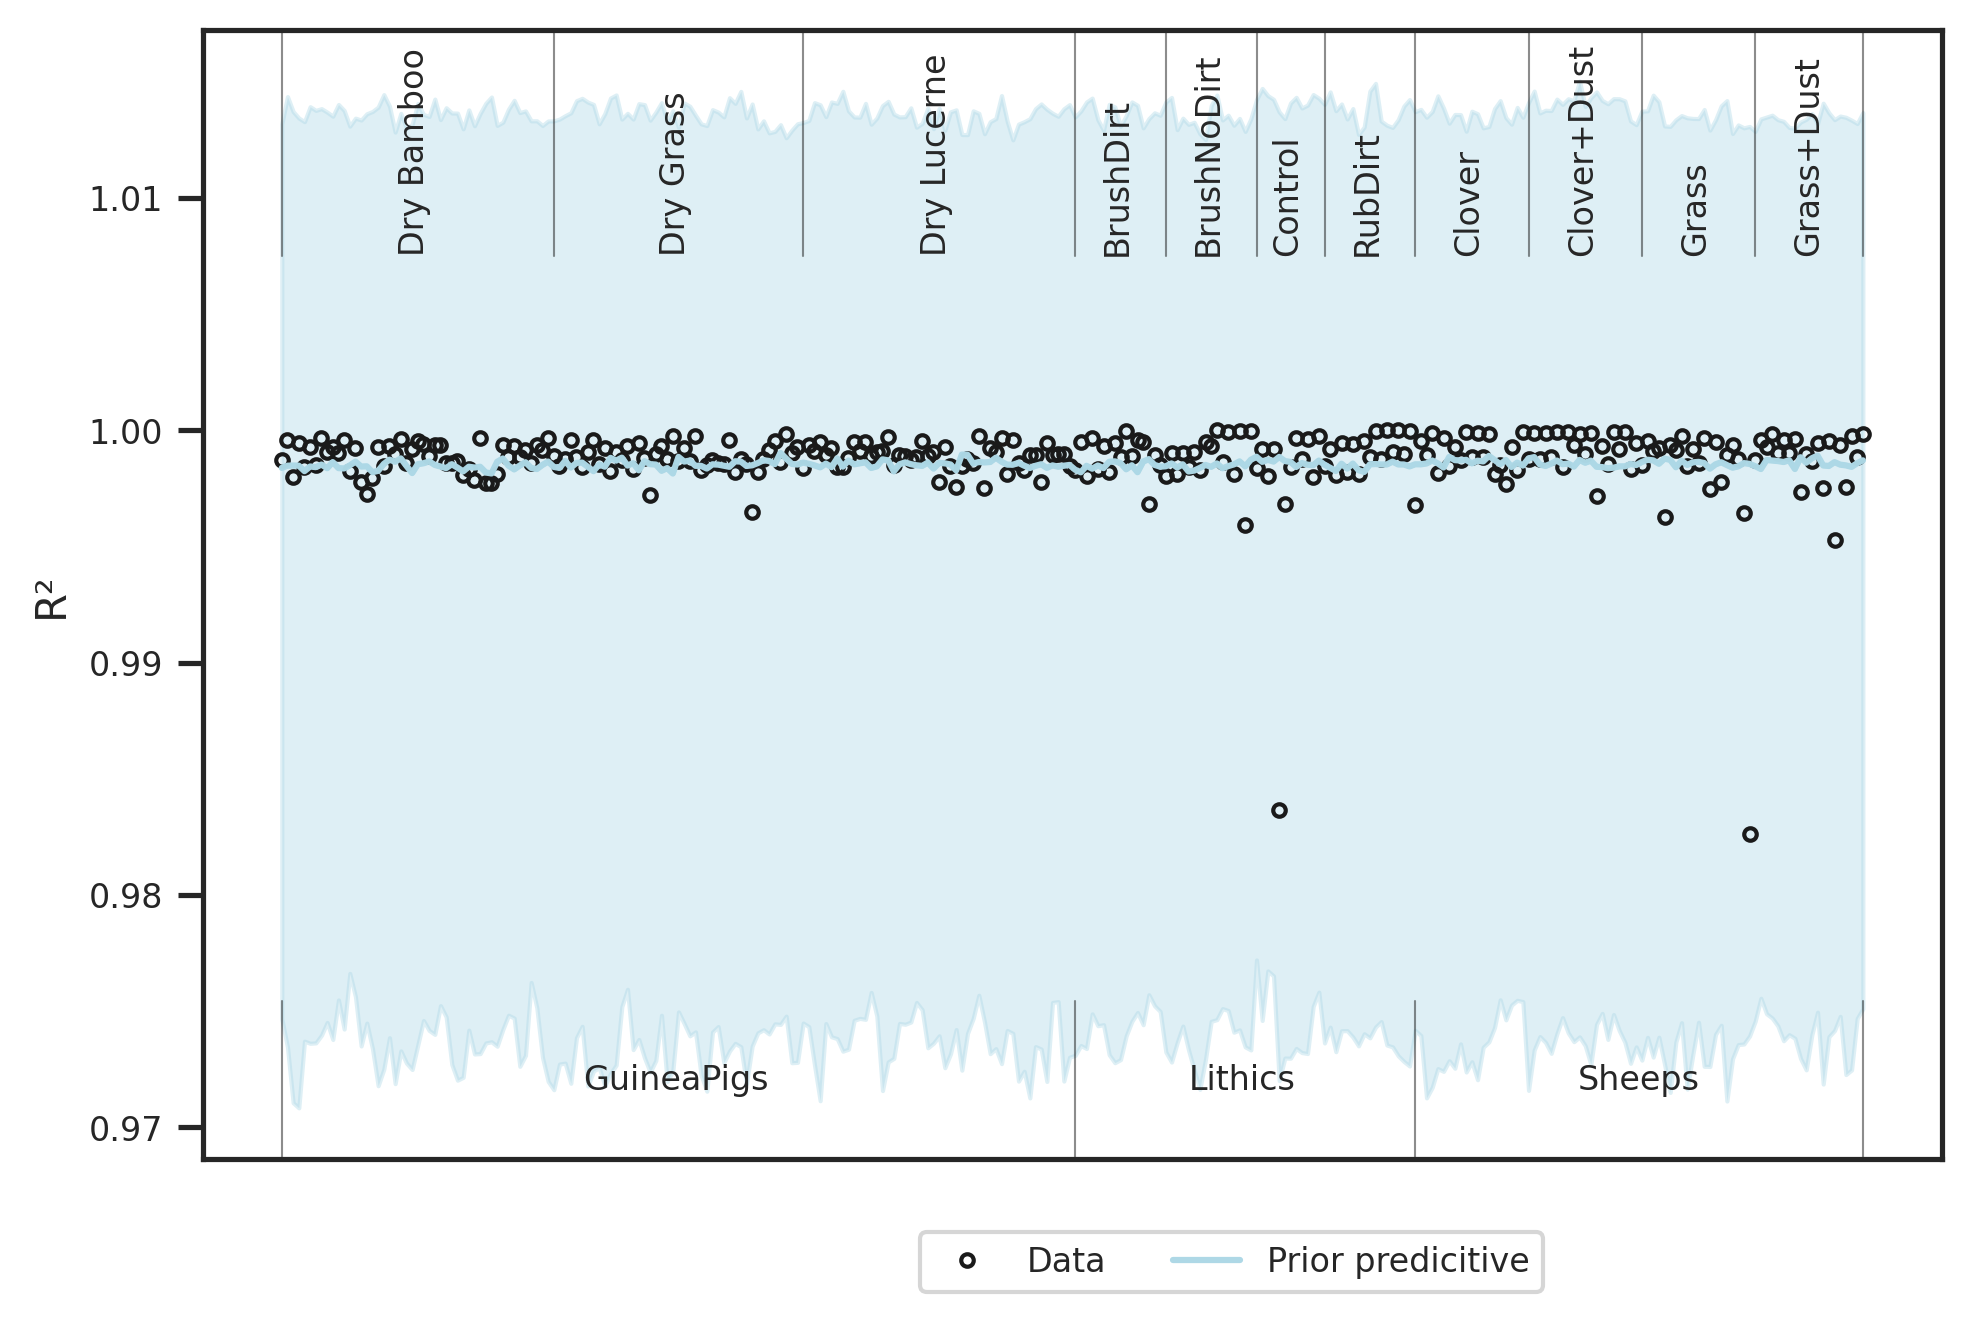 Dry Bamboo
Dry Grass
Dry Lucerne
BrushDirt
BrushNoDirt
Control
RubDirt
Clover
Clover+Dust
Grass
Grass+Dust
1.01
1.00
0.99
0.98
0.97
R²
GuineaPigs
Lithics
Sheeps
Data
Prior predicitive